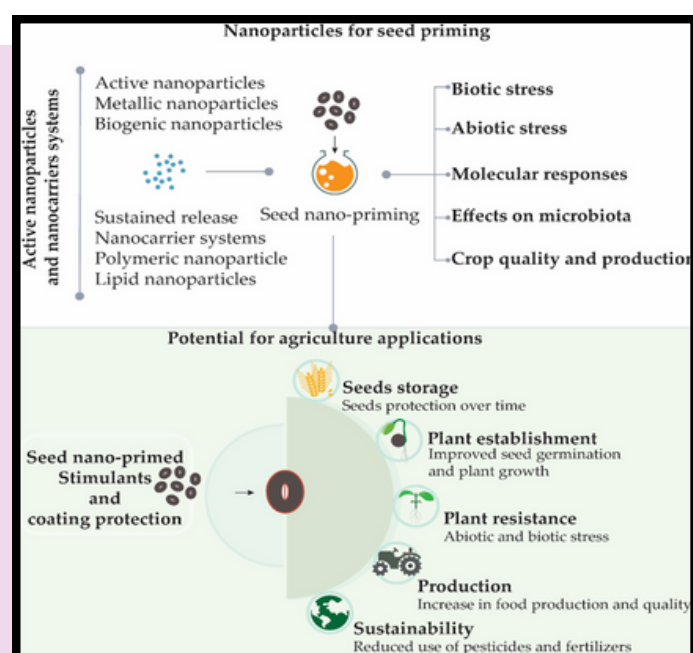 Nanoparticles for seed priming
Active nanoparticles
and nanocarriers systems
Active nanoparticles
Metallic nanoparticles
Biogenic nanoparticles
Sustained release
Nanocarrier systems
Polymeric nanoparticle
Lipid nanoparticles
Seed nano-priming
Biotic stress
Abiotic stress
Molecular responses
Effects on microbiota
Crop quality and production
Potential for agriculture applications
Seed nano-primed
Stimulants
and
coating protection
Seeds storage
Seeds protection over time
Plant establishment
Improved seed germination
and plant growth
Plant resistance
Abiotic and biotic stress
Production
Increase in food production and quality
Sustainability
Reduced use of pesticides and fertilizers